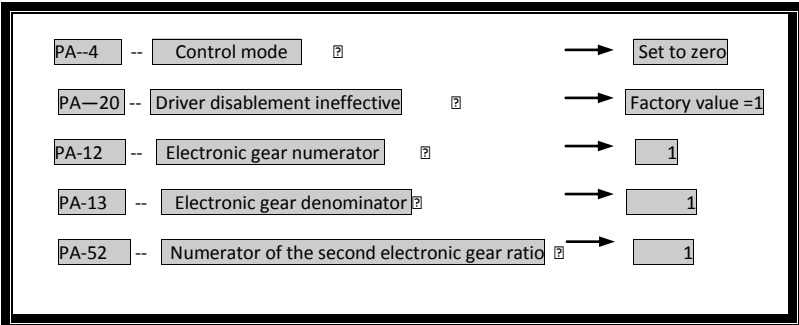 PA--4 -- Control mode ⍰ Set to zero
PA—20 -- Driver disablement ineffective ⍰ Factory value =1
PA-12 -- Electronic gear numerator ⍰ 1
PA-13 -- Electronic gear denominator ⍰ 1
PA-52 -- Numerator of the second electronic gear ratio ⍰ 1